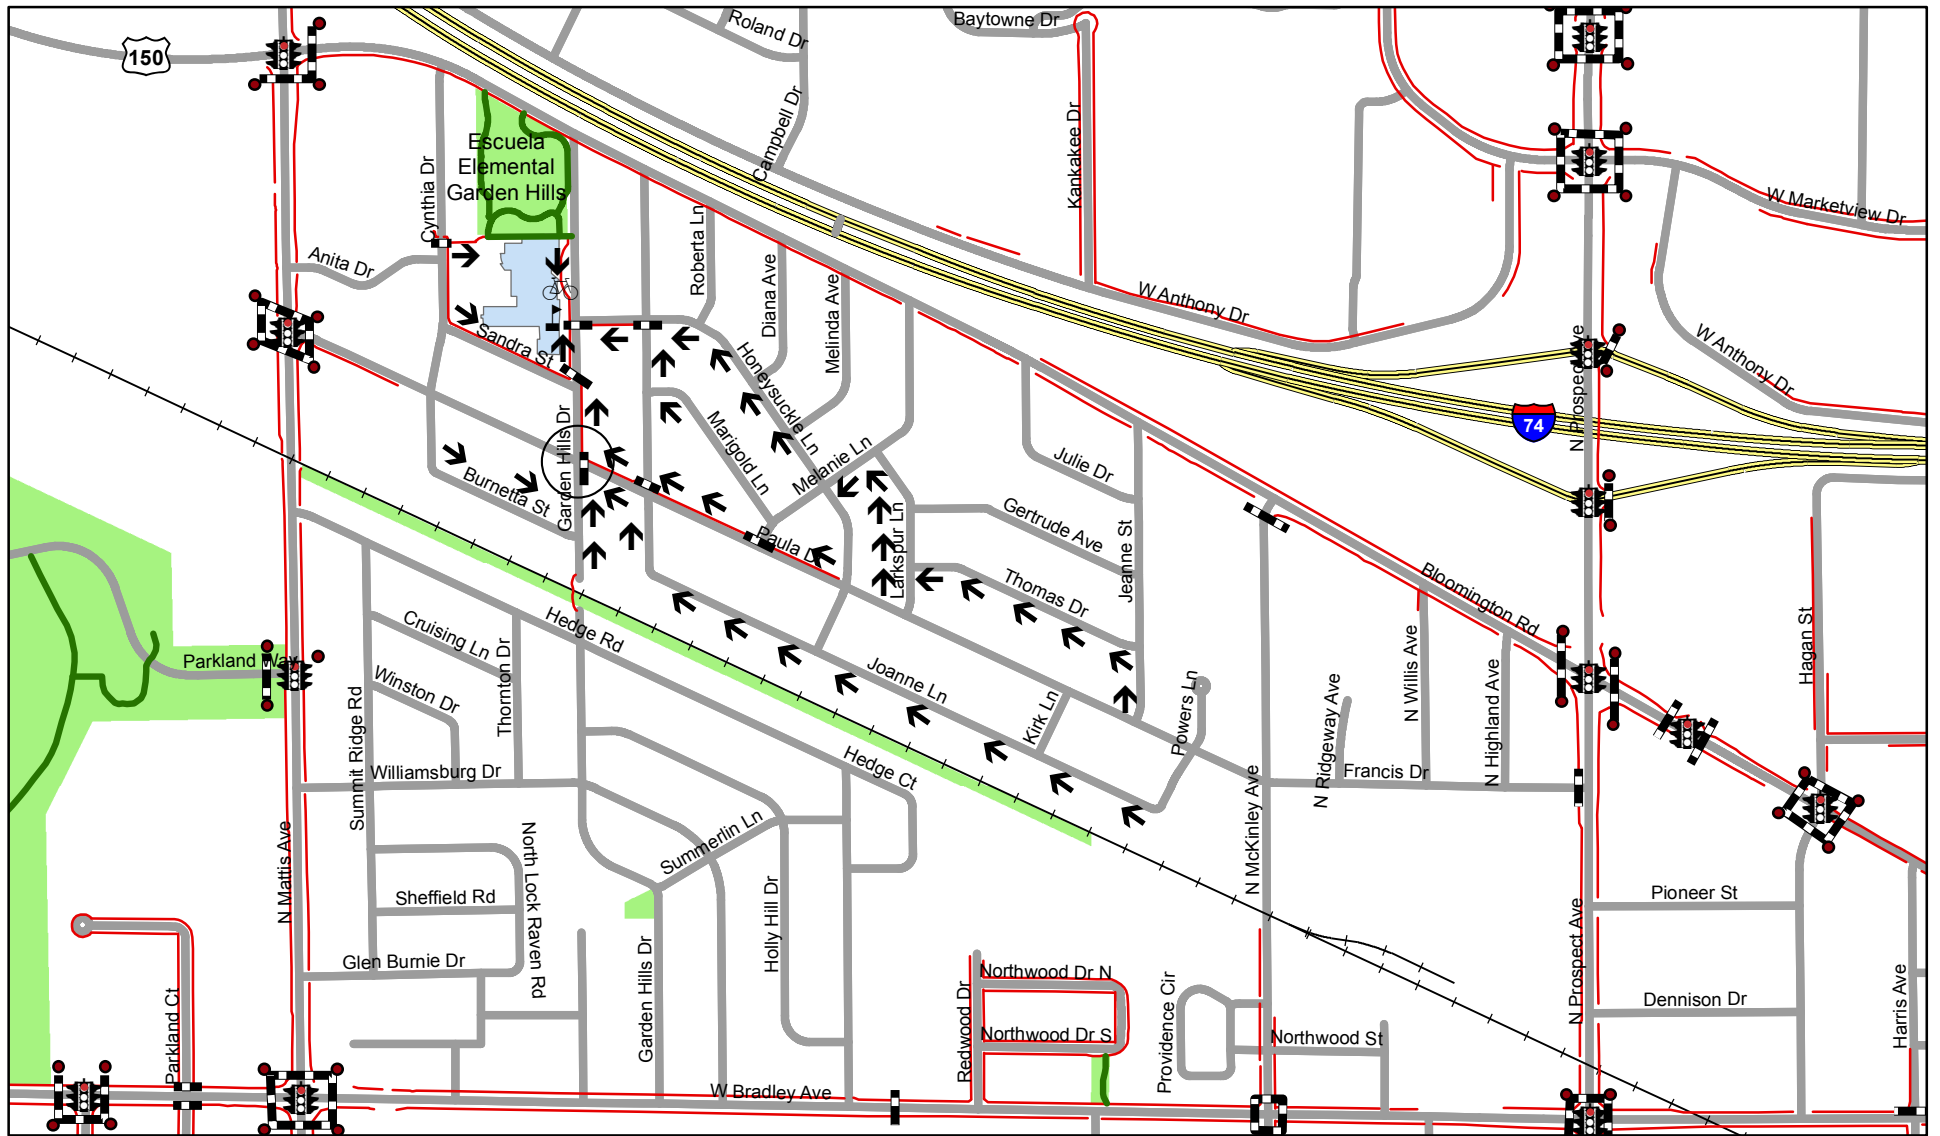 150
Roland Dr
Baytowne Dr
Campbell Dr
Kankakee Dr
Escuela
Elemental
Garden Hills
Cynthia Dr
Anita Dr
Sandra St
Roberta Ln
Diana Ave
Melinda Ave
Honeysuckle Ln
Marigold Ln
Melanie Ln
Garden Hills Dr
Burnetta St
Paula D
Larkspur Ln
Julie Dr
Gertrude Ave
Thomas Dr
Jeanne St
W Anthony Dr
W Marketview Dr
W Anthony Dr
N Prospect Ave
74
Bloomington Rd
Hagan St
Parkland Way
Hedge Rd
Cruising Ln
Winston Dr
Thornton Dr
Summit Ridge Rd
Williamsburg Dr
Joanne Ln
Kirk Ln
Powers Ln
Hedge Ct
N McKinley Ave
N Ridgeway Ave
Francis Dr
N Willis Ave
N Highland Ave
N Mattis Ave
Summerlin Ln
North Lock Raven Rd
Sheffield Rd
Glen Burnie Dr
Holly Hill Dr
Garden Hills Dr
Parkland Ct
Redwood Dr
Northwood Dr N
Northwood Dr S
Providence Cir
Northwood St
N Prospect Ave
Pioneer St
Dennison Dr
Harris Ave
W Bradley Ave